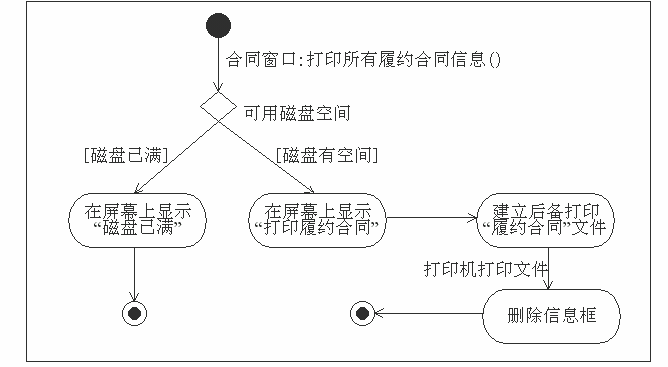 合同窗口:打印所有履约合同信息()
可用磁盘空间
[磁盘已满]
[磁盘有空间]
在屏幕上显示
“磁盘已满”
在屏幕上显示
“打印履约合同”
建立后备打印
“履约合同”文件
打印机打印文件
删除信息框